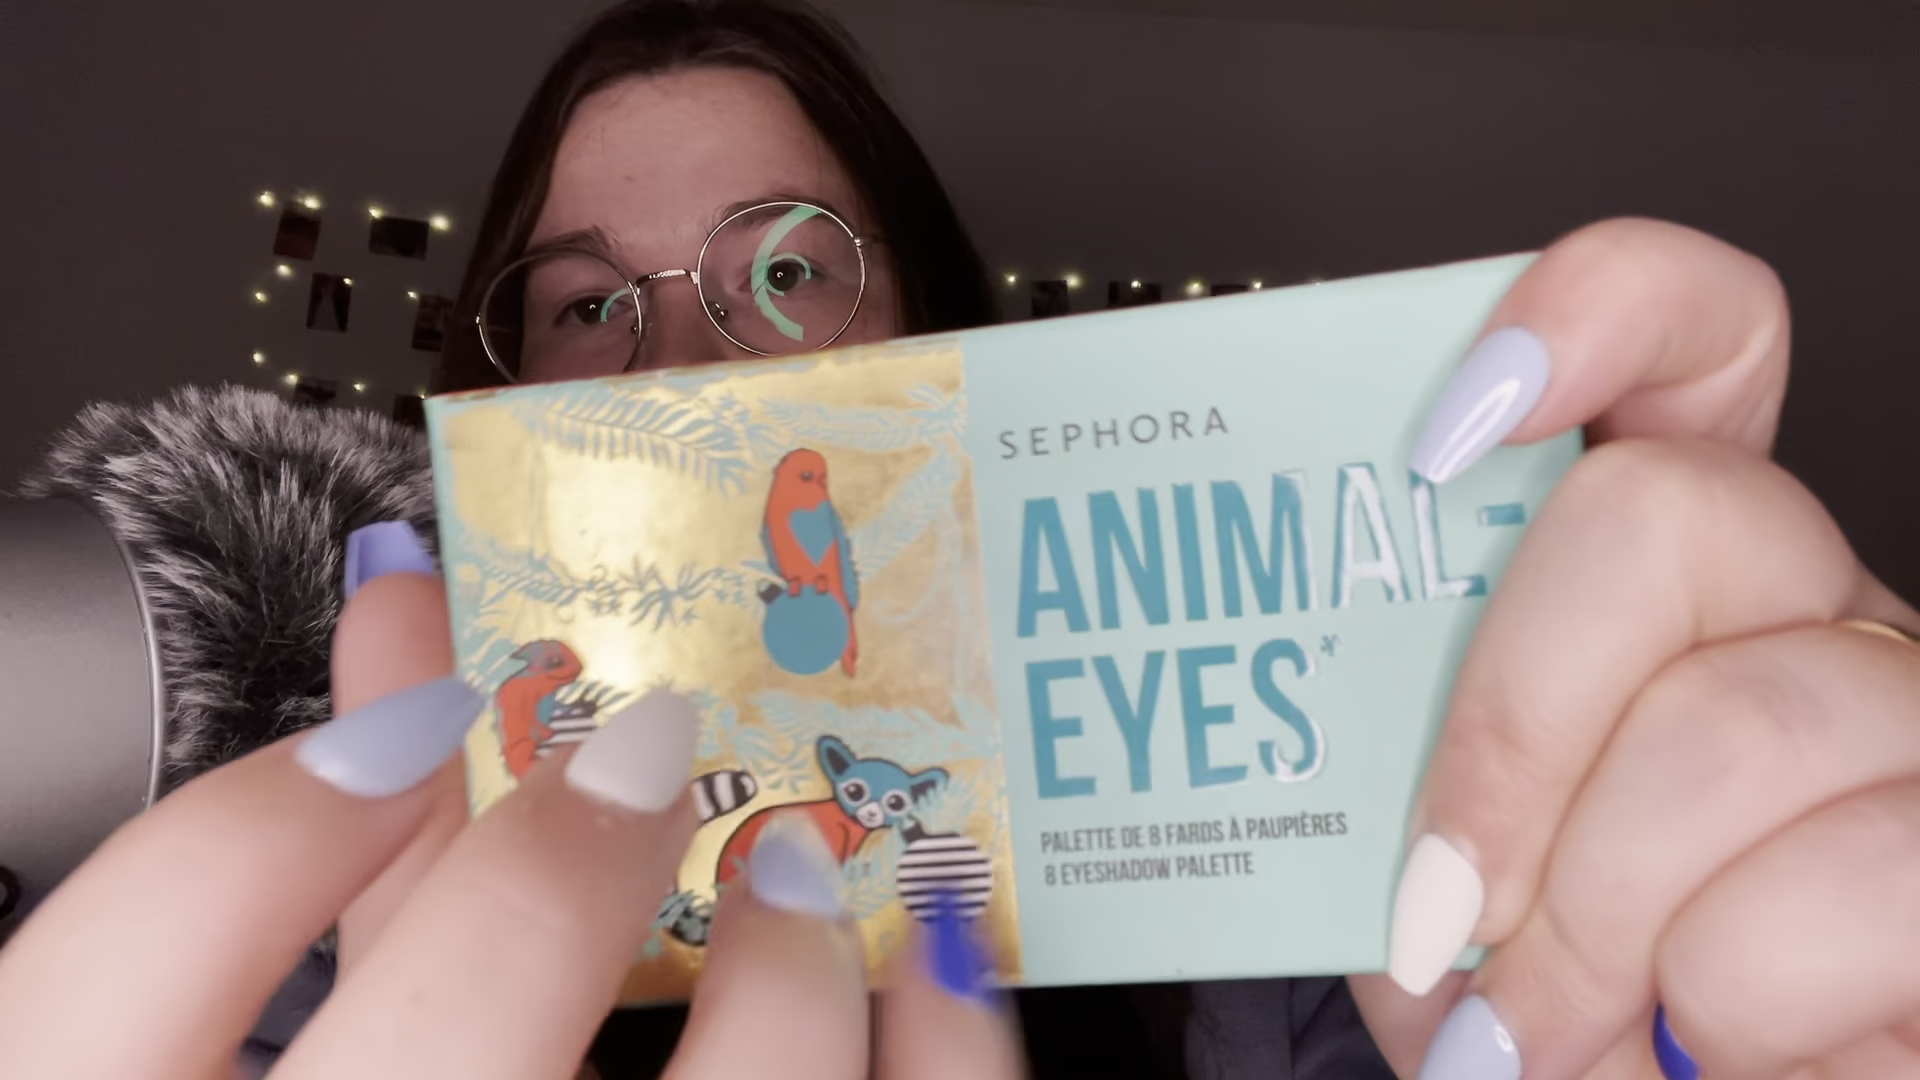 SEPHORA
ANIMAL-
EYES*
PALETTE DE 8 FARDS À PAUPIÈRES
8 EYESHADOW PALETTE